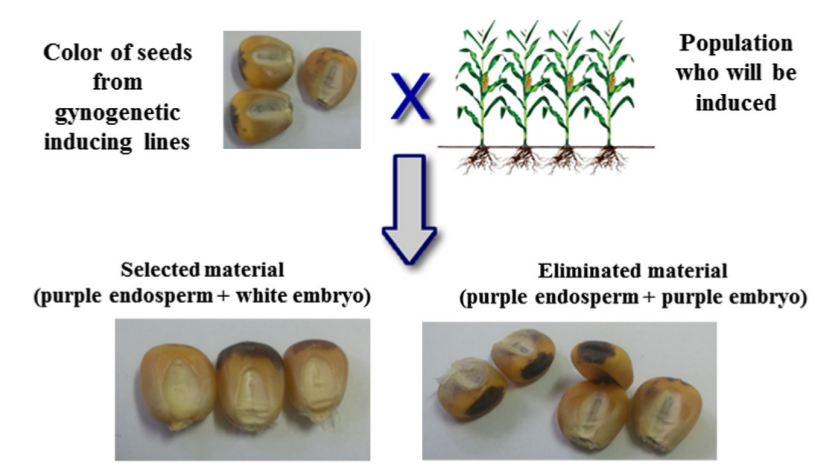 Color of seeds
from
gynogenetic
inducing lines
X
Population
who will be
induced
Selected material
(purple endosperm + white embryo)
Eliminated material
(purple endosperm + purple embryo)